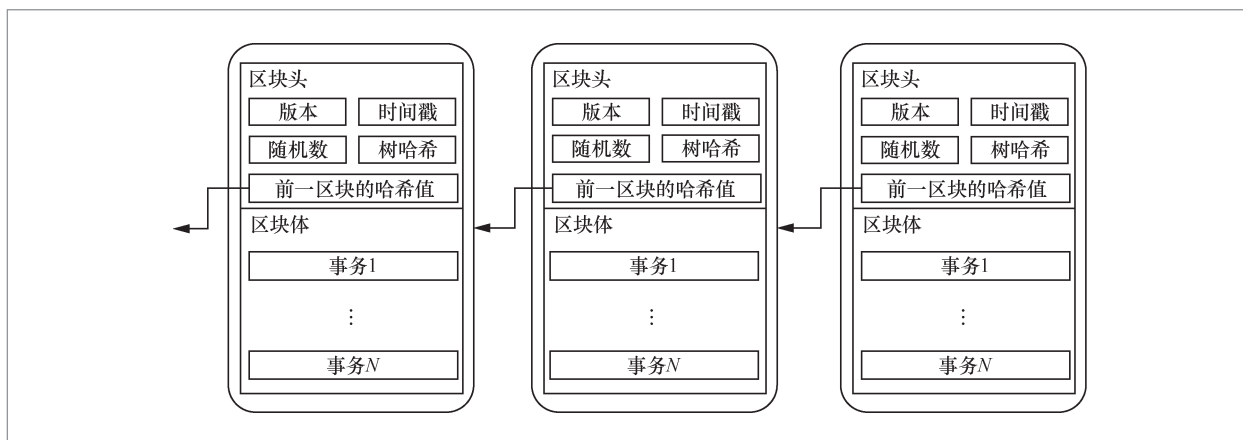 区块头
版本 时间戳
随机数 树哈希
前一区块的哈希值
区块体
事务1
⋮
事务N
区块头
版本 时间戳
随机数 树哈希
前一区块的哈希值
区块体
事务1
⋮
事务N
区块头
版本 时间戳
随机数 树哈希
前一区块的哈希值
区块体
事务1
⋮
事务N